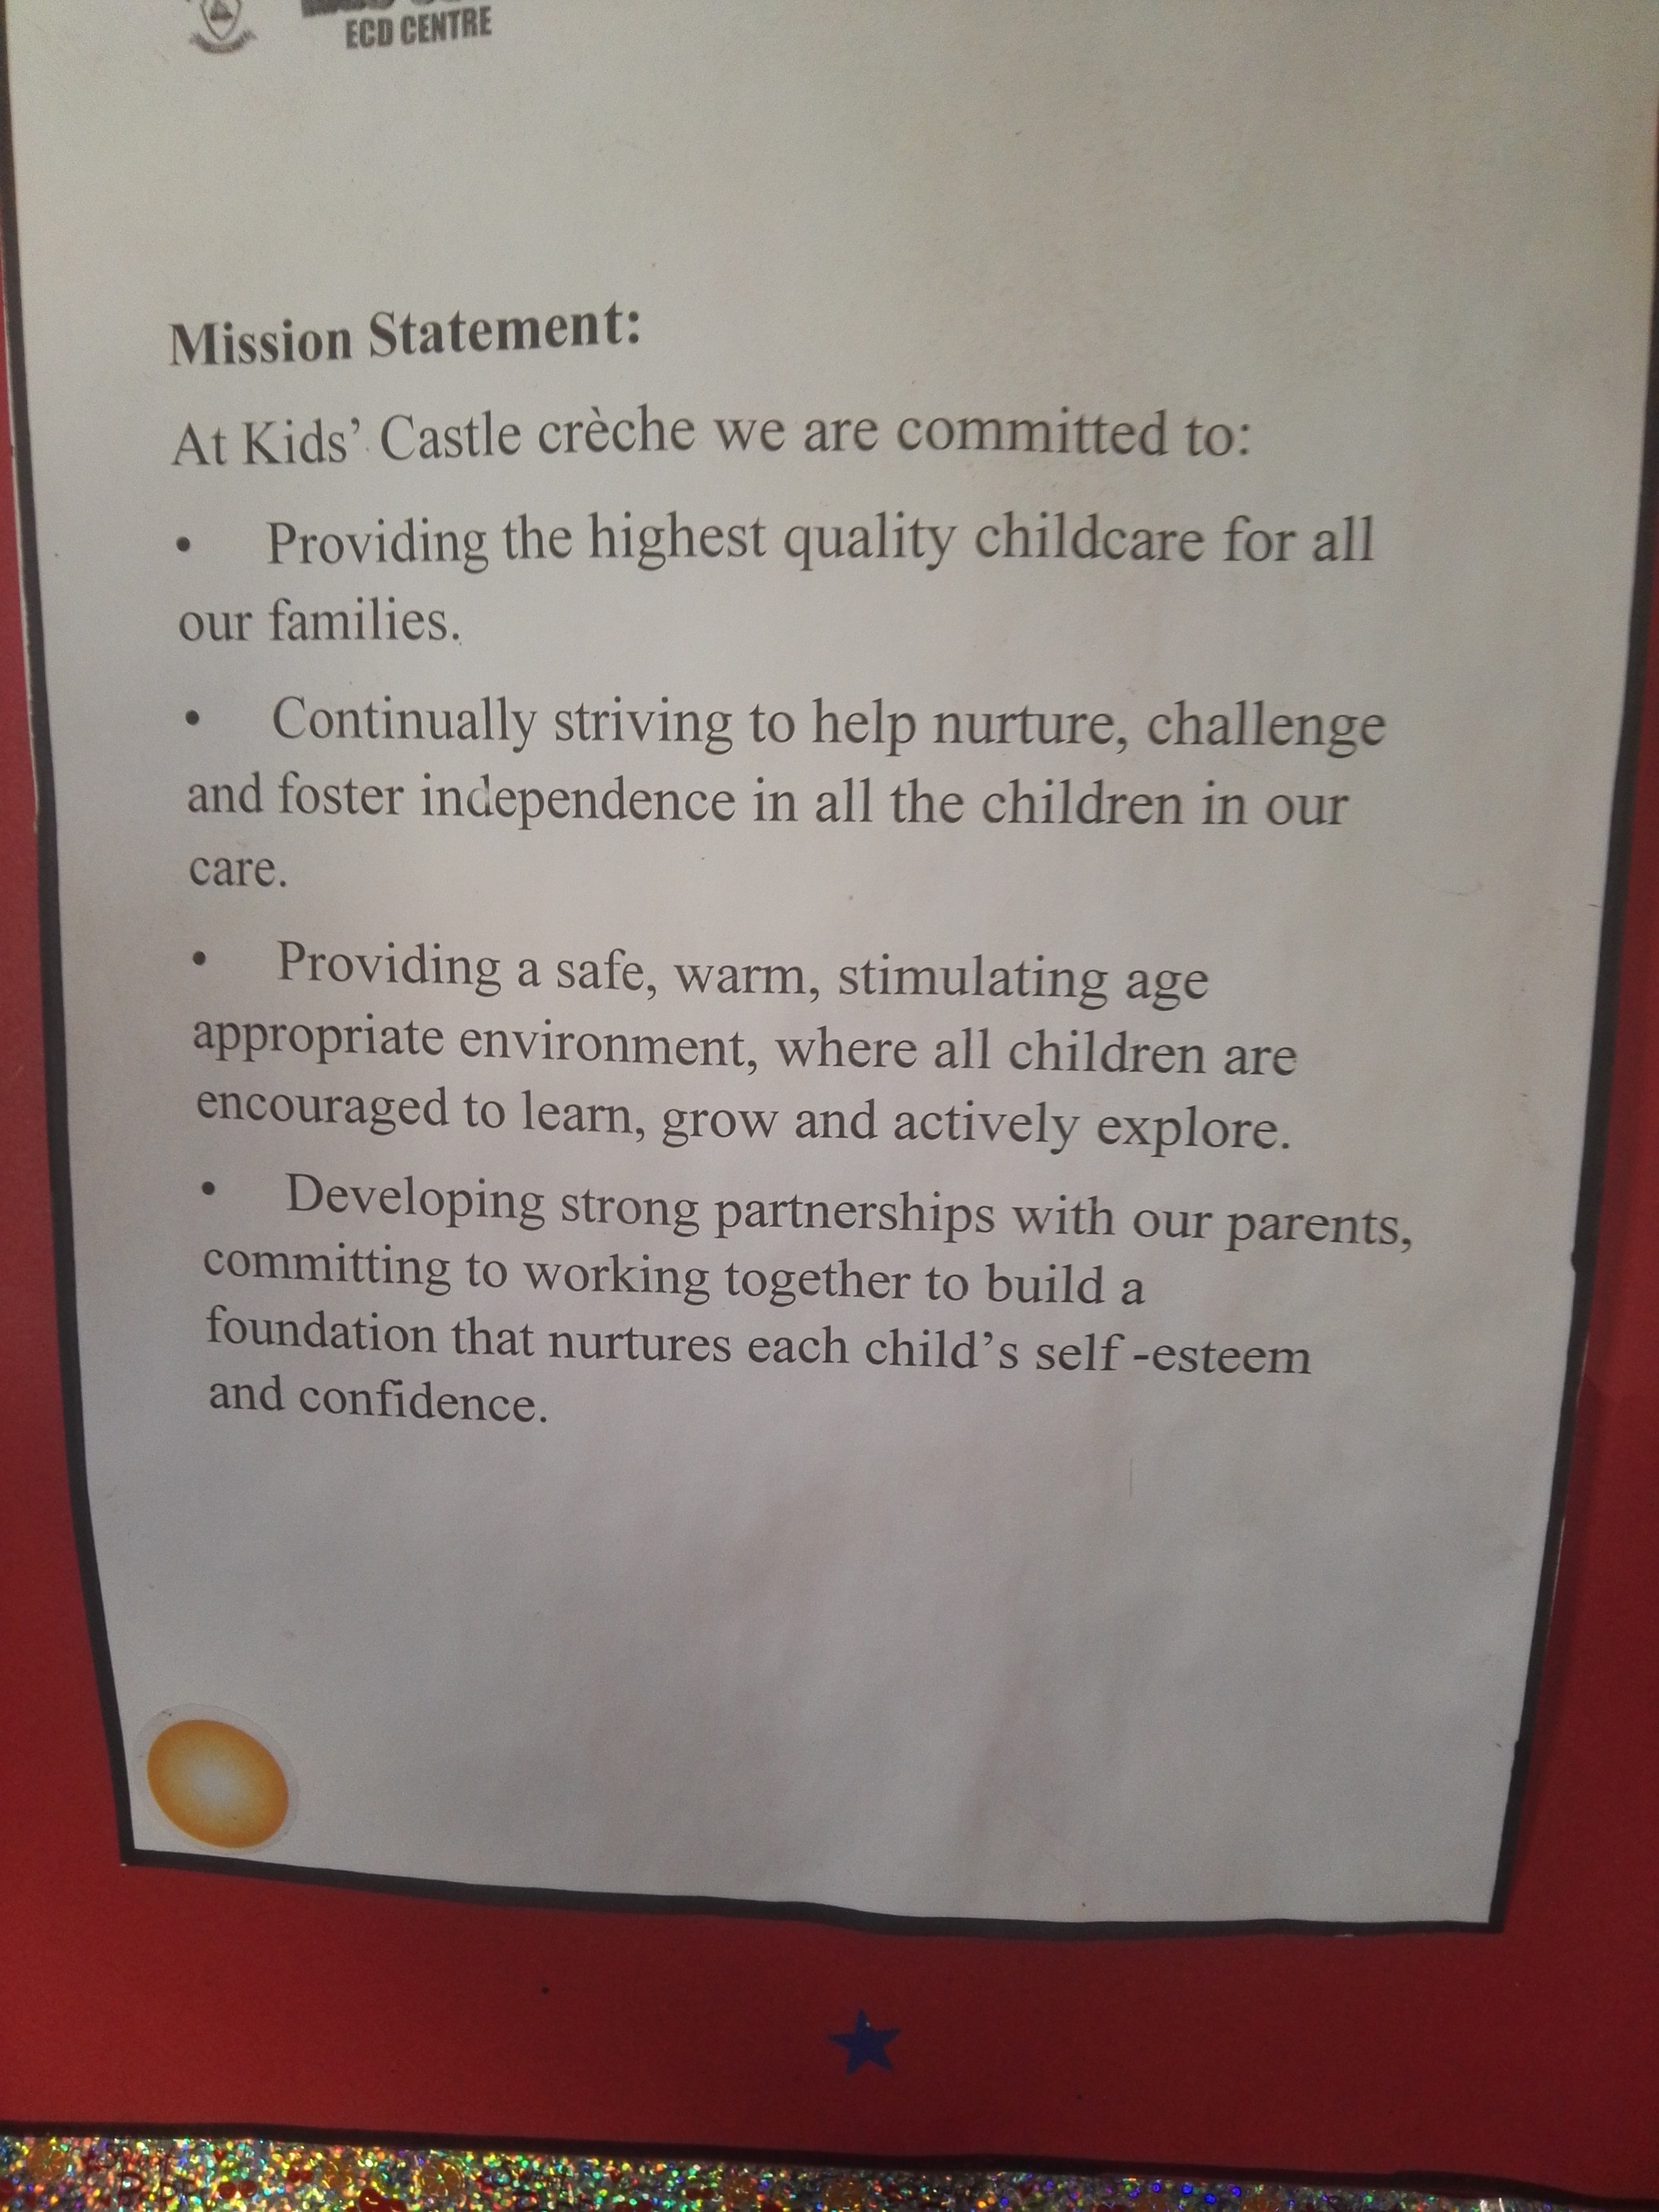 ECD CENTRE
Mission Statement:
At Kids’ Castle crèche we are committed to:
• Providing the highest quality childcare for all
our families.
• Continually striving to help nurture, challenge
and foster independence in all the children in our
care.
• Providing a safe, warm, stimulating age
appropriate environment, where all children are
encouraged to learn, grow and actively explore.
• Developing strong partnerships with our parents,
committing to working together to build a
foundation that nurtures each child’s self -esteem
and confidence.